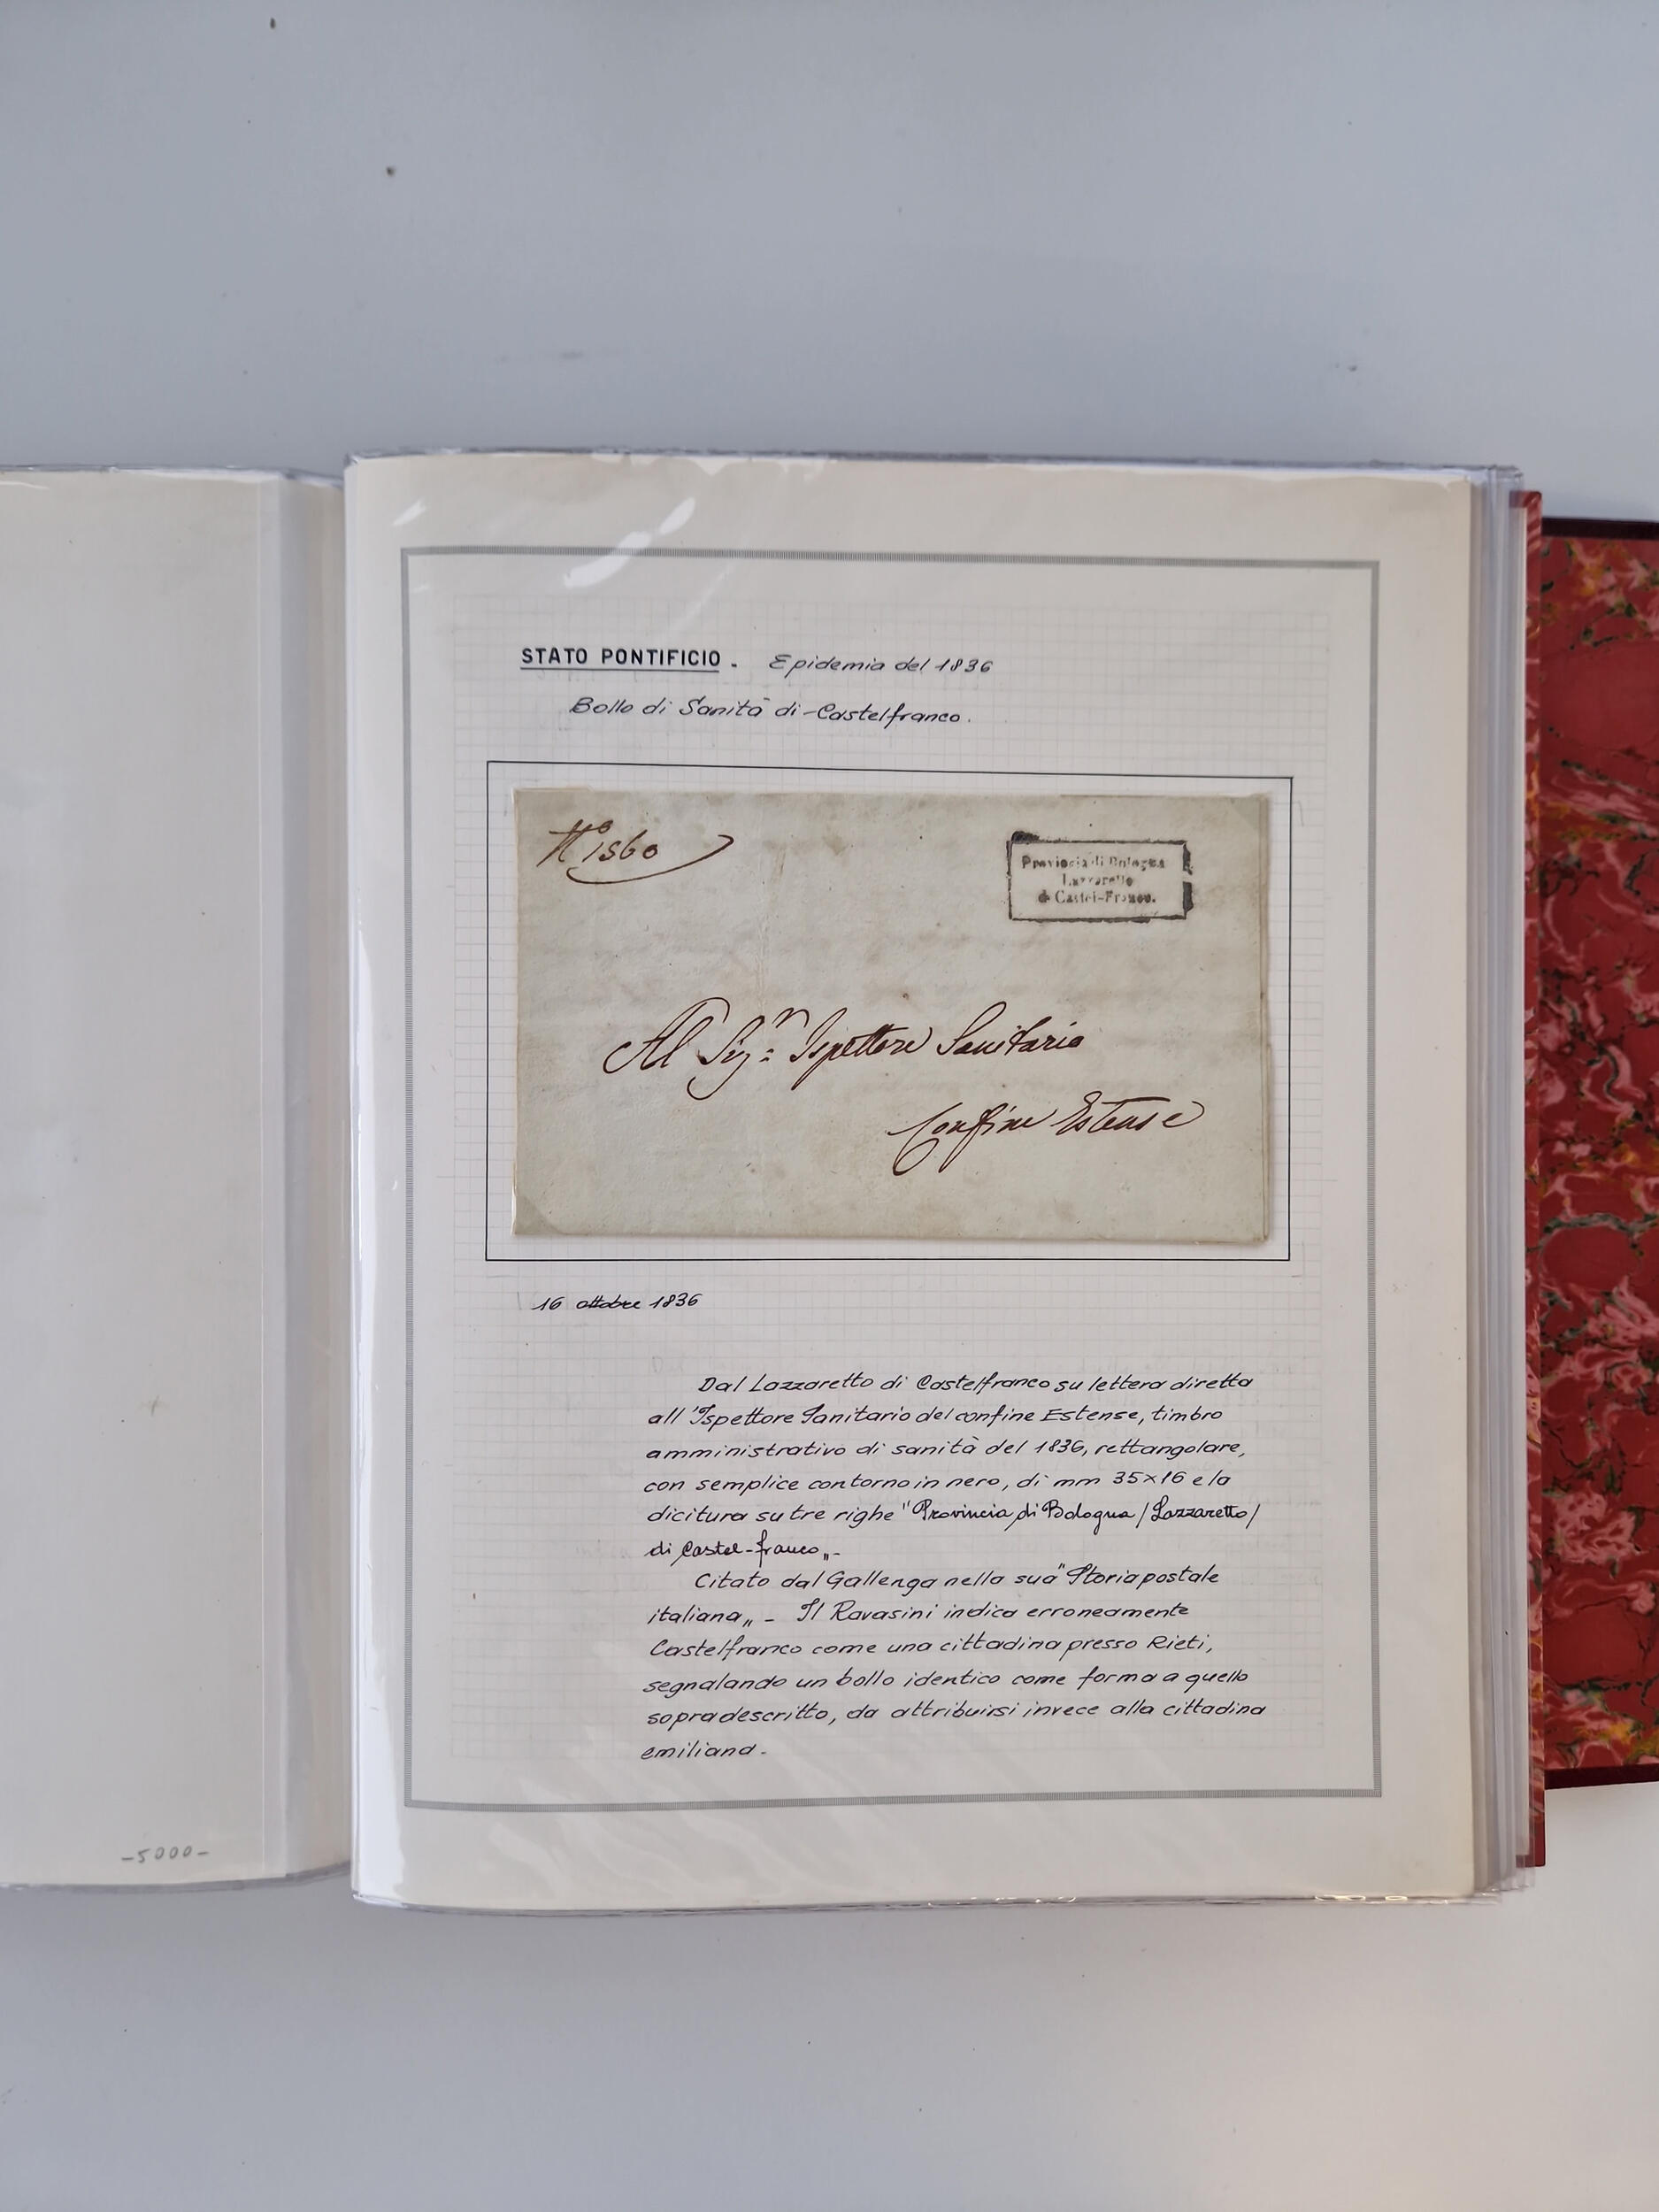 STATO PONTIFICIO. Epidemia del 1836
Bollo di Sanità di Castelfranco.
N° 1560
Provincia di Bologna
Lazzaretto
di Castel-Franco.
Al Sig:r Ispettore Sanitario
Confine Estense
16 ottobre 1836
Dal Lazzaretto di Castelfranco su lettera diretta
all'Ispettore Sanitario del confine Estense, timbro
amministrativo di sanità del 1836, rettangolare,
con semplice contorno in nero, di mm 35×16 e la
dicitura su tre righe "Provincia di Bologna/Lazzaretto/
di Castel-franco„-
Citato dal Gallenga nella sua "Storia postale
italiana„ - Il Ravasini indica erroneamente
Castelfranco come una cittadina presso Rieti,
segnalando un bollo identico come forma a quello
sopradescritto, da attribuirsi invece alla cittadina
emiliana.
-5000-